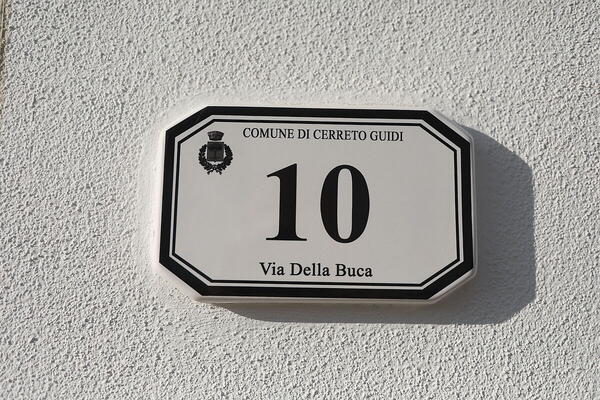 COMUNE DI CERRETO GUIDI
10
Via Della Buca